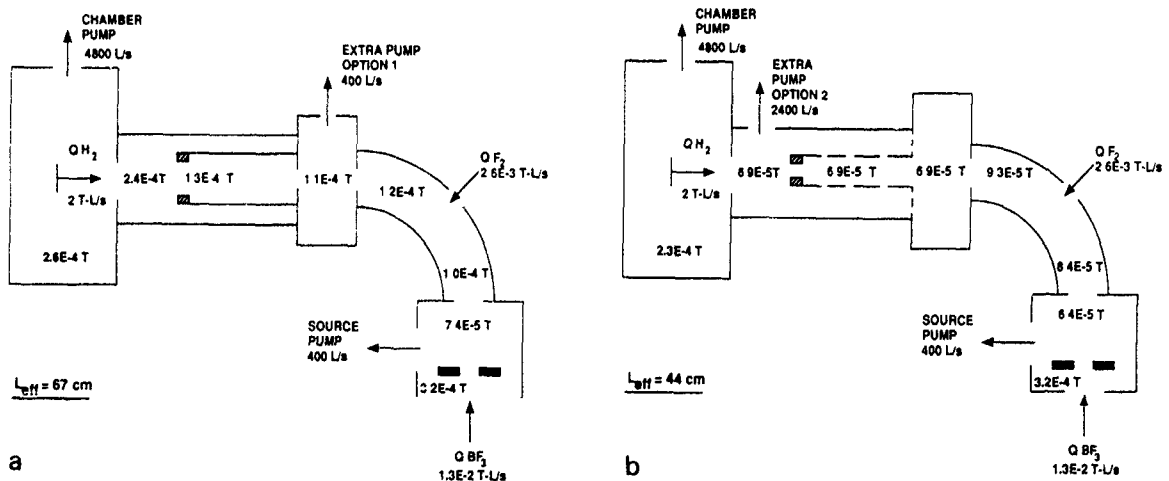 CHAMBER
PUMP
4800 L/s
EXTRA PUMP
OPTION 1
400 L/s
Q H2
2 T-L/s
2.4E-4 T
1 3E-4 T
1 1E-4 T
1 2E-4 T
Q F2
2 6E-3 T-L/s
2.6E-4 T
1 0E-4 T
7 4E-5 T
SOURCE
PUMP
400 L/s
3.2E-4 T
Leff = 67 cm
Q BF3
1.3E-2 T-L/s
a
CHAMBER
PUMP
4800 L/s
EXTRA
PUMP
OPTION 2
2400 L/s
Q H2
2 T-L/s
6 9E-5T
6 9E-5 T
6 9E-5 T
9 3E-5 T
Q F2
2 6E-3 T-L/s
2.3E-4 T
8 4E-5 T
6 4E-5 T
SOURCE
PUMP
400 L/s
3.2E-4 T
Leff = 44 cm
Q BF3
1.3E-2 T-L/s
b